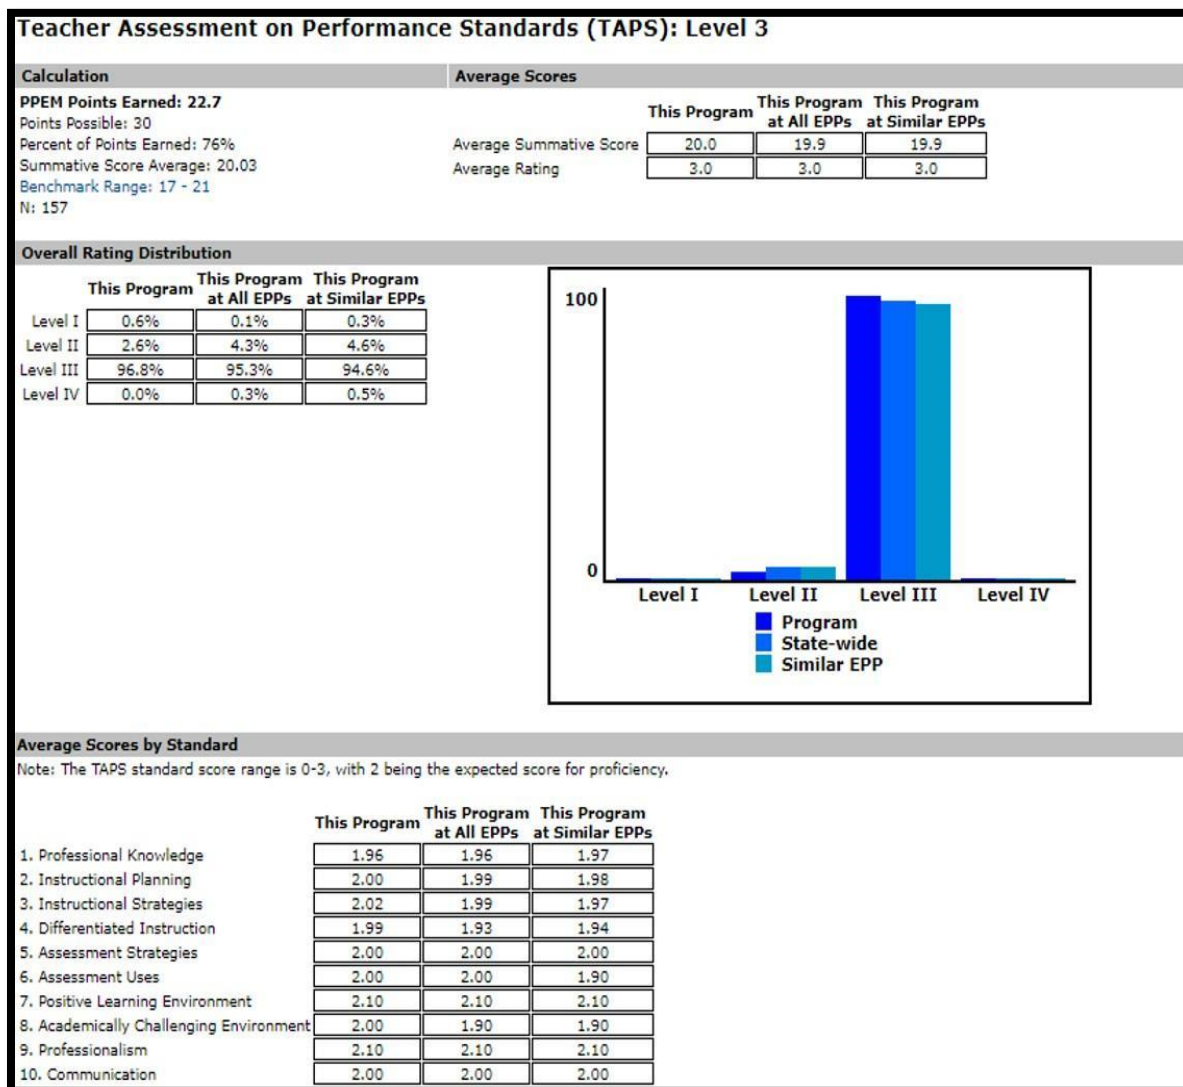 Teacher Assessment on Performance Standards (TAPS): Level 3
Calculation
PPEM Points Earned: 22.7
Points Possible: 30
Percent of Points Earned: 76%
Summative Score Average: 20.03
Benchmark Range: 17 - 21
N: 157
Average Scores
This Program This Program at All EPPs This Program at Similar EPPs
Average Summative Score 20.0 19.9 19.9
Average Rating 3.0 3.0 3.0
Overall Rating Distribution
This Program This Program at All EPPs This Program at Similar EPPs
Level I 0.6% 0.1% 0.3%
Level II 2.6% 4.3% 4.6%
Level III 96.8% 95.3% 94.6%
Level IV 0.0% 0.3% 0.5%
100
0
Level I Level II Level III Level IV
Program
State-wide
Similar EPP
Average Scores by Standard
Note: The TAPS standard score range is 0-3, with 2 being the expected score for proficiency.
This Program This Program at All EPPs This Program at Similar EPPs
1. Professional Knowledge 1.96 1.96 1.97
2. Instructional Planning 2.00 1.99 1.98
3. Instructional Strategies 2.02 1.99 1.97
4. Differentiated Instruction 1.99 1.93 1.94
5. Assessment Strategies 2.00 2.00 2.00
6. Assessment Uses 2.00 2.00 1.90
7. Positive Learning Environment 2.10 2.10 2.10
8. Academically Challenging Environment 2.00 1.90 1.90
9. Professionalism 2.10 2.10 2.10
10. Communication 2.00 2.00 2.00